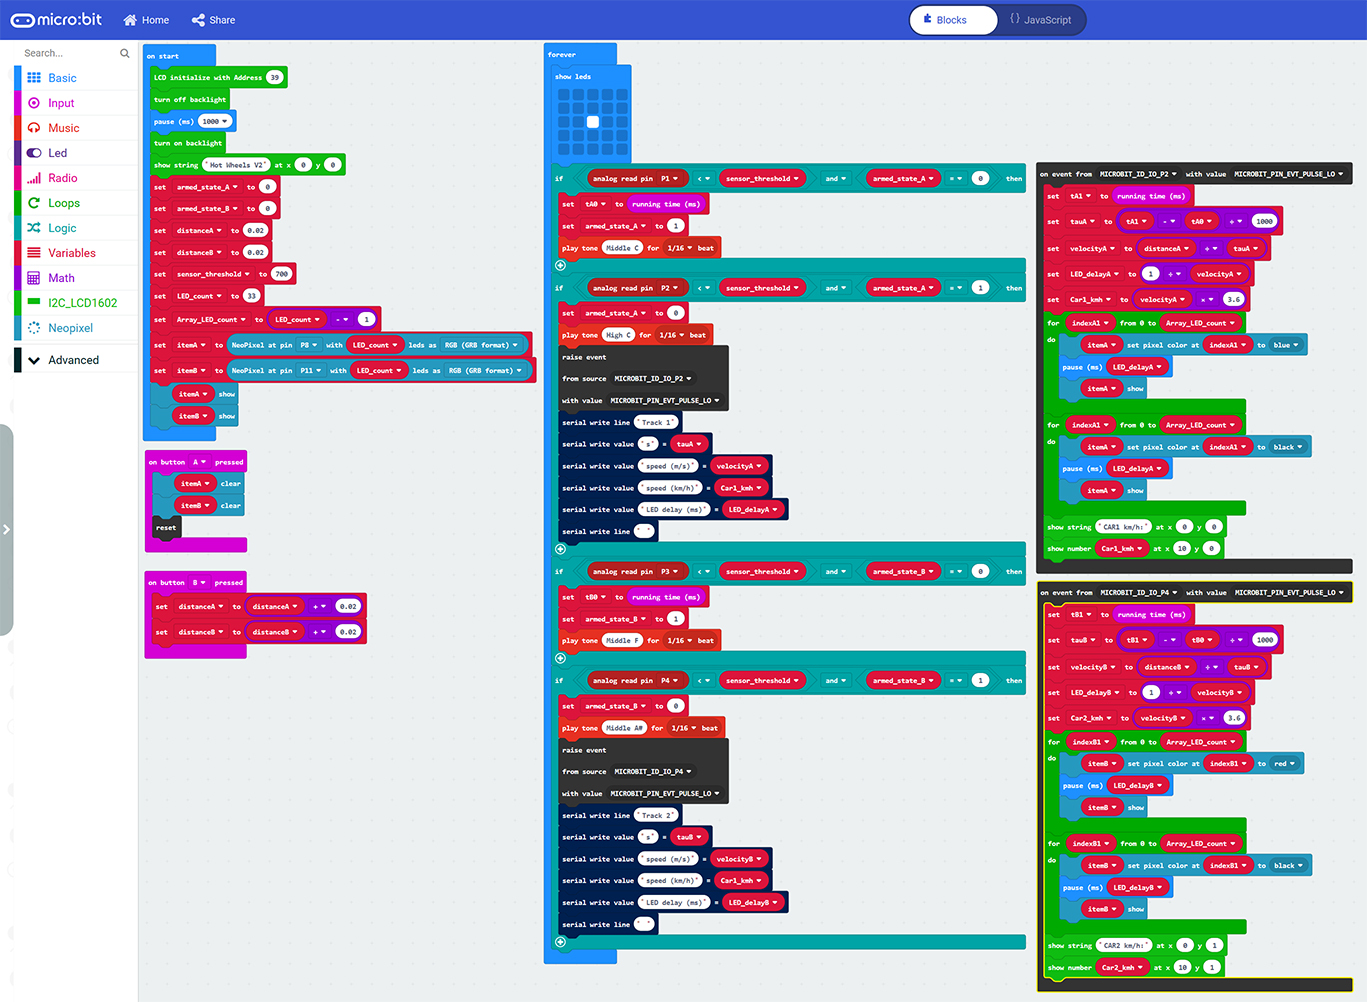 micro:bit
Home
Share
Blocks
{} JavaScript
Search...
Basic
Input
Music
Led
Radio
Loops
Logic
Variables
Math
I2C_LCD1602
Neopixel
Advanced
on start
LCD initialize with Address 39
turn off backlight
pause (ms) 1000
turn on backlight
show string "Hot Wheels V2" at x 0 y 0
set armed_state_A to 0
set armed_state_B to 0
set distanceA to 0.02
set distanceB to 0.02
set sensor_threshold to 700
set LED_count to 33
set Array_LED_count to LED_count - 1
set itemA to NeoPixel at pin P8 with LED_count leds as RGB (GRB format)
set itemB to NeoPixel at pin P11 with LED_count leds as RGB (GRB format)
itemA show
itemB show
on button A pressed
itemA clear
itemB clear
reset
on button B pressed
set distanceA to distanceA + 0.02
set distanceB to distanceB + 0.02
forever
show leds
if analog read pin P1 < sensor_threshold and armed_state_A = 0 then
set tA0 to running time (ms)
set armed_state_A to 1
play tone Middle C for 1/16 beat
if analog read pin P2 < sensor_threshold and armed_state_A = 1 then
set armed_state_A to 0
play tone High C for 1/16 beat
raise event
from source MICROBIT_ID_IO_P2
with value MICROBIT_PIN_EVT_PULSE_LO
serial write line "Track 1"
serial write value "s" = tauA
serial write value "speed (m/s)" = velocityA
serial write value "speed (km/h)" = Car1_kmh
serial write value "LED delay (ms)" = LED_delayA
serial write line " "
if analog read pin P3 < sensor_threshold and armed_state_B = 0 then
set tB0 to running time (ms)
set armed_state_B to 1
play tone Middle F for 1/16 beat
if analog read pin P4 < sensor_threshold and armed_state_B = 1 then
set armed_state_B to 0
play tone Middle A# for 1/16 beat
raise event
from source MICROBIT_ID_IO_P4
with value MICROBIT_PIN_EVT_PULSE_LO
serial write line "Track 2"
serial write value "s" = tauB
serial write value "speed (m/s)" = velocityB
serial write value "speed (km/h)" = Car1_kmh
serial write value "LED delay (ms)" = LED_delayB
serial write line " "
on event from MICROBIT_ID_IO_P2 with value MICROBIT_PIN_EVT_PULSE_LO
set tA1 to running time (ms)
set tauA to tA1 - tA0 ÷ 1000
set velocityA to distanceA ÷ tauA
set LED_delayA to 1 ÷ velocityA
set Car1_kmh to velocityA × 3.6
for indexA1 from 0 to Array_LED_count
do itemA set pixel color at indexA1 to blue
pause (ms) LED_delayA
itemA show
for indexA1 from 0 to Array_LED_count
do itemA set pixel color at indexA1 to black
pause (ms) LED_delayA
itemA show
show string "CAR1 km/h:" at x 0 y 0
show number Car1_kmh at x 10 y 0
on event from MICROBIT_ID_IO_P4 with value MICROBIT_PIN_EVT_PULSE_LO
set tB1 to running time (ms)
set tauB to tB1 - tB0 ÷ 1000
set velocityB to distanceB ÷ tauB
set LED_delayB to 1 ÷ velocityB
set Car2_kmh to velocityB × 3.6
for indexB1 from 0 to Array_LED_count
do itemB set pixel color at indexB1 to red
pause (ms) LED_delayB
itemB show
for indexB1 from 0 to Array_LED_count
do itemB set pixel color at indexB1 to black
pause (ms) LED_delayB
itemB show
show string "CAR2 km/h:" at x 0 y 1
show number Car2_kmh at x 10 y 1